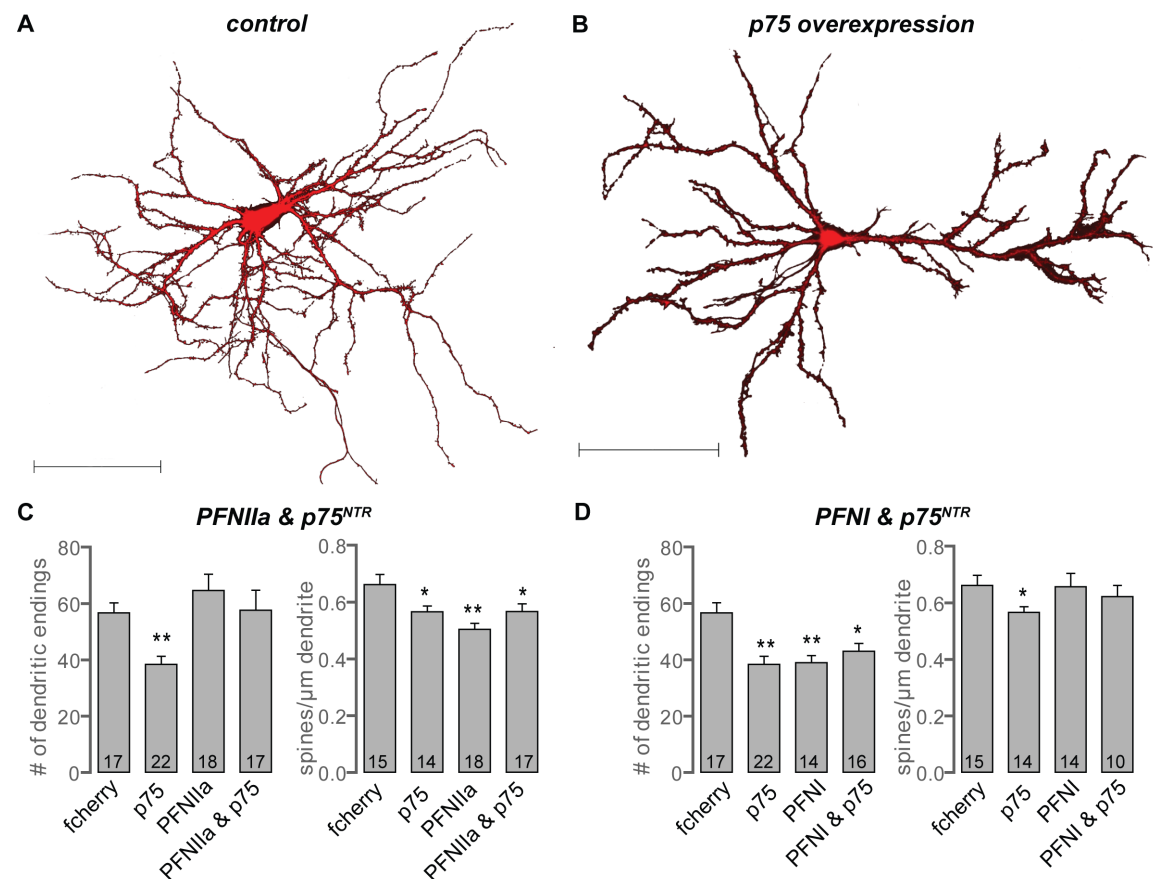 A
control
B
p75 overexpression
C
PFNIIa & p75NTR
# of dendritic endings
80
60
40
20
0
**
17
22
18
17
fcherry
p75
PFNIIa
PFNIIa & p75
spines/µm dendrite
0.8
0.6
0.4
0.2
0.0
*
**
*
15
14
18
17
fcherry
p75
PFNIIa
PFNIIa & p75
D
PFNI & p75NTR
# of dendritic endings
80
60
40
20
0
**
**
*
17
22
14
16
fcherry
p75
PFNI
PFNI & p75
spines/µm dendrite
0.8
0.6
0.4
0.2
0.0
*
15
14
14
10
fcherry
p75
PFNI
PFNI & p75